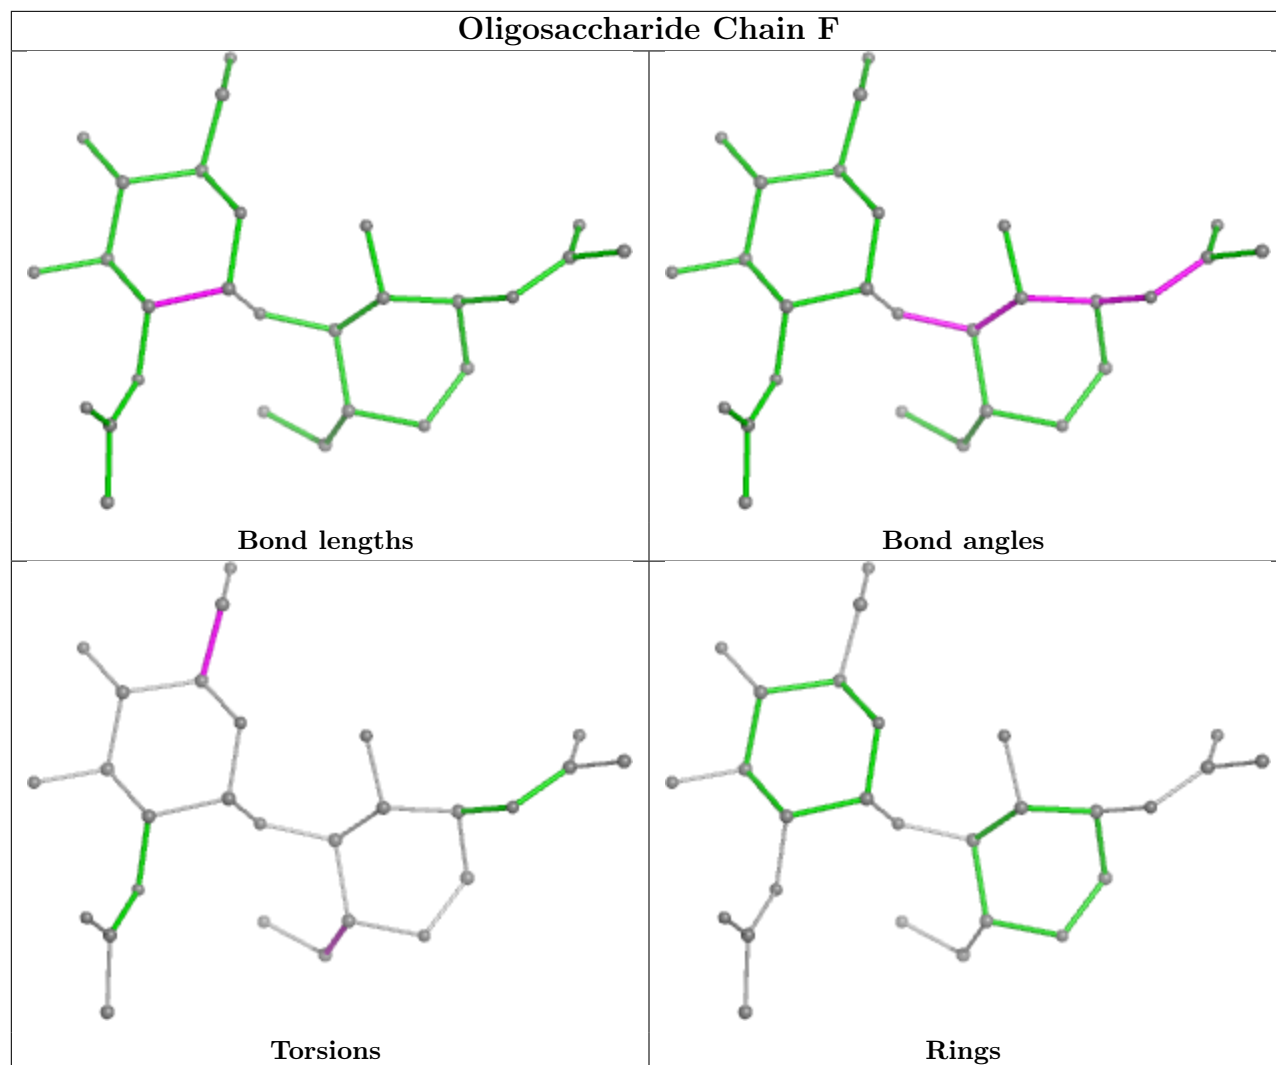 Oligosaccharide Chain F
Bond lengths
Bond angles
Torsions
Rings